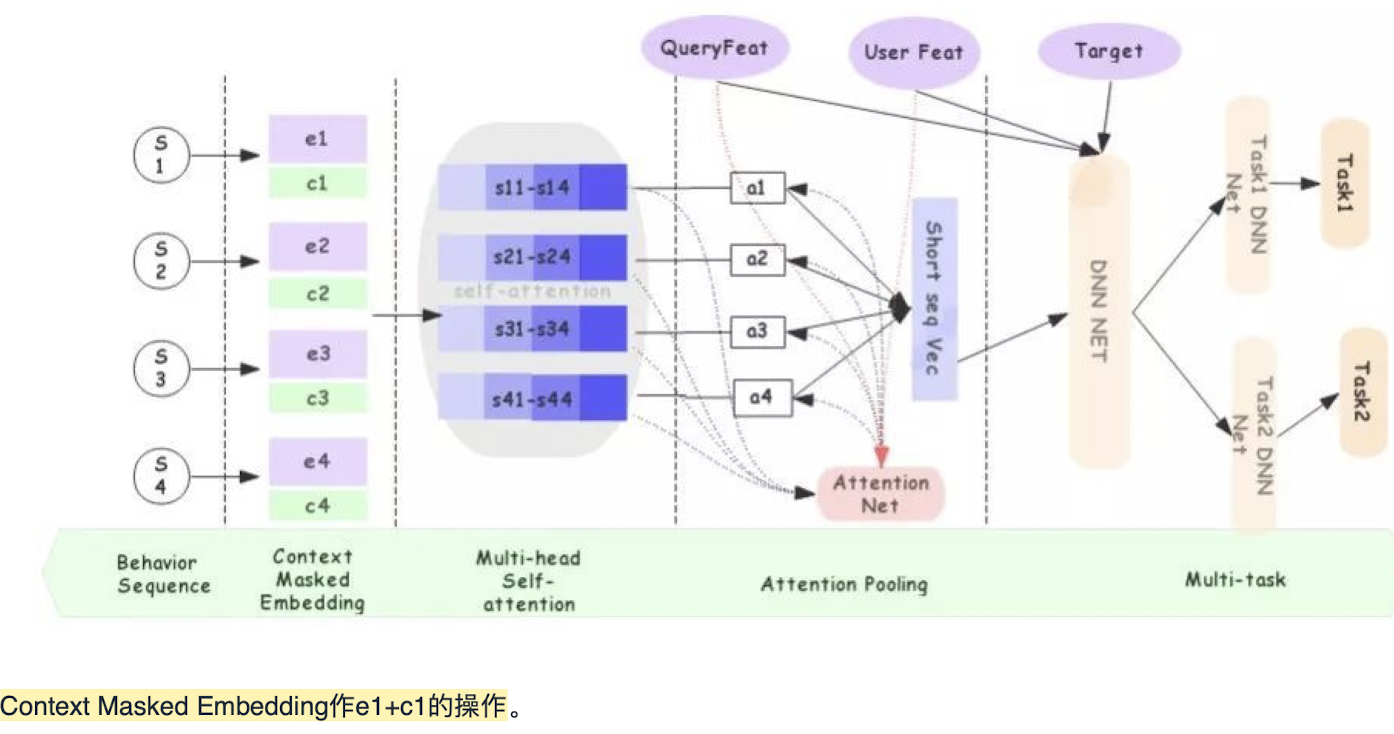 QueryFeat
User Feat
Target
S
1
e1
c1
S
2
e2
c2
S
3
e3
c3
S
4
e4
c4
s11-s14
s21-s24
self-attention
s31-s34
s41-s44
a1
a2
a3
a4
Short seq Vec
Attention
Net
DNN NET
Task1 DNN
Net
Task1
Task2 DNN
Net
Task2
Behavior
Sequence
Context
Masked
Embedding
Multi-head
Self-
attention
Attention Pooling
Multi-task
Context Masked Embedding作e1+c1的操作。